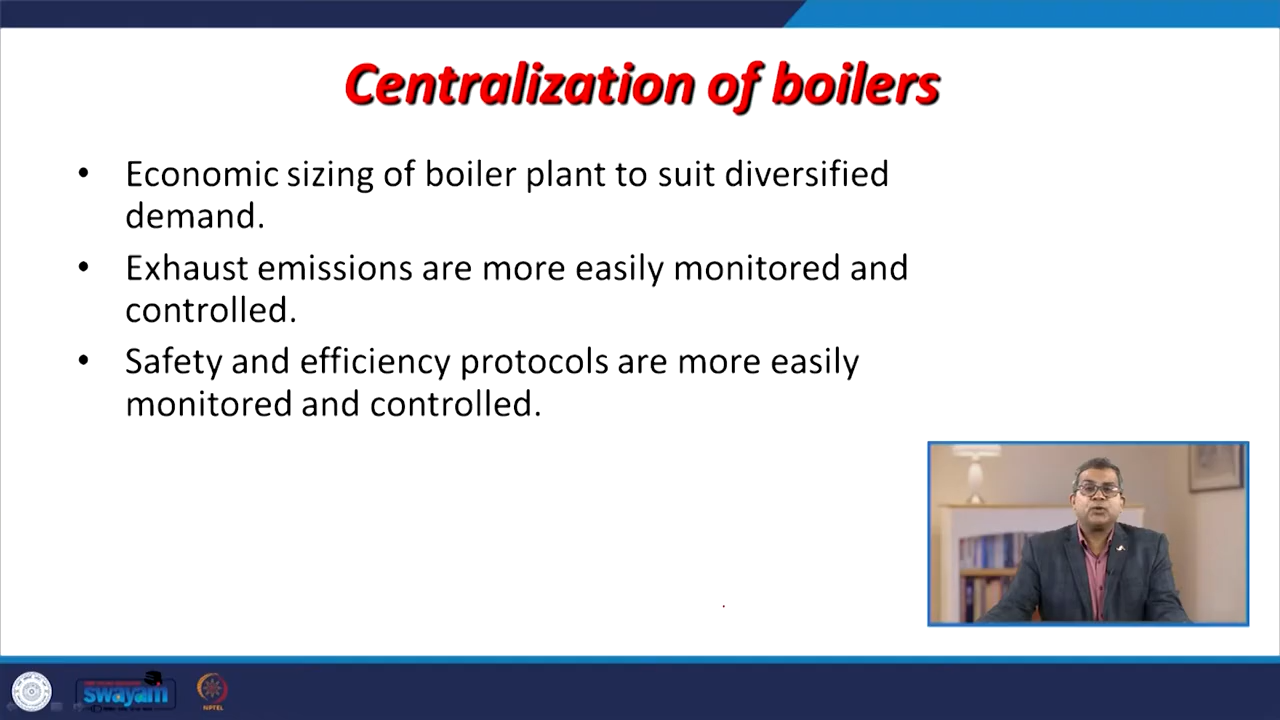 Centralization of boilers
• Economic sizing of boiler plant to suit diversified
demand.
• Exhaust emissions are more easily monitored and
controlled.
• Safety and efficiency protocols are more easily
monitored and controlled.
swayam
NPTEL